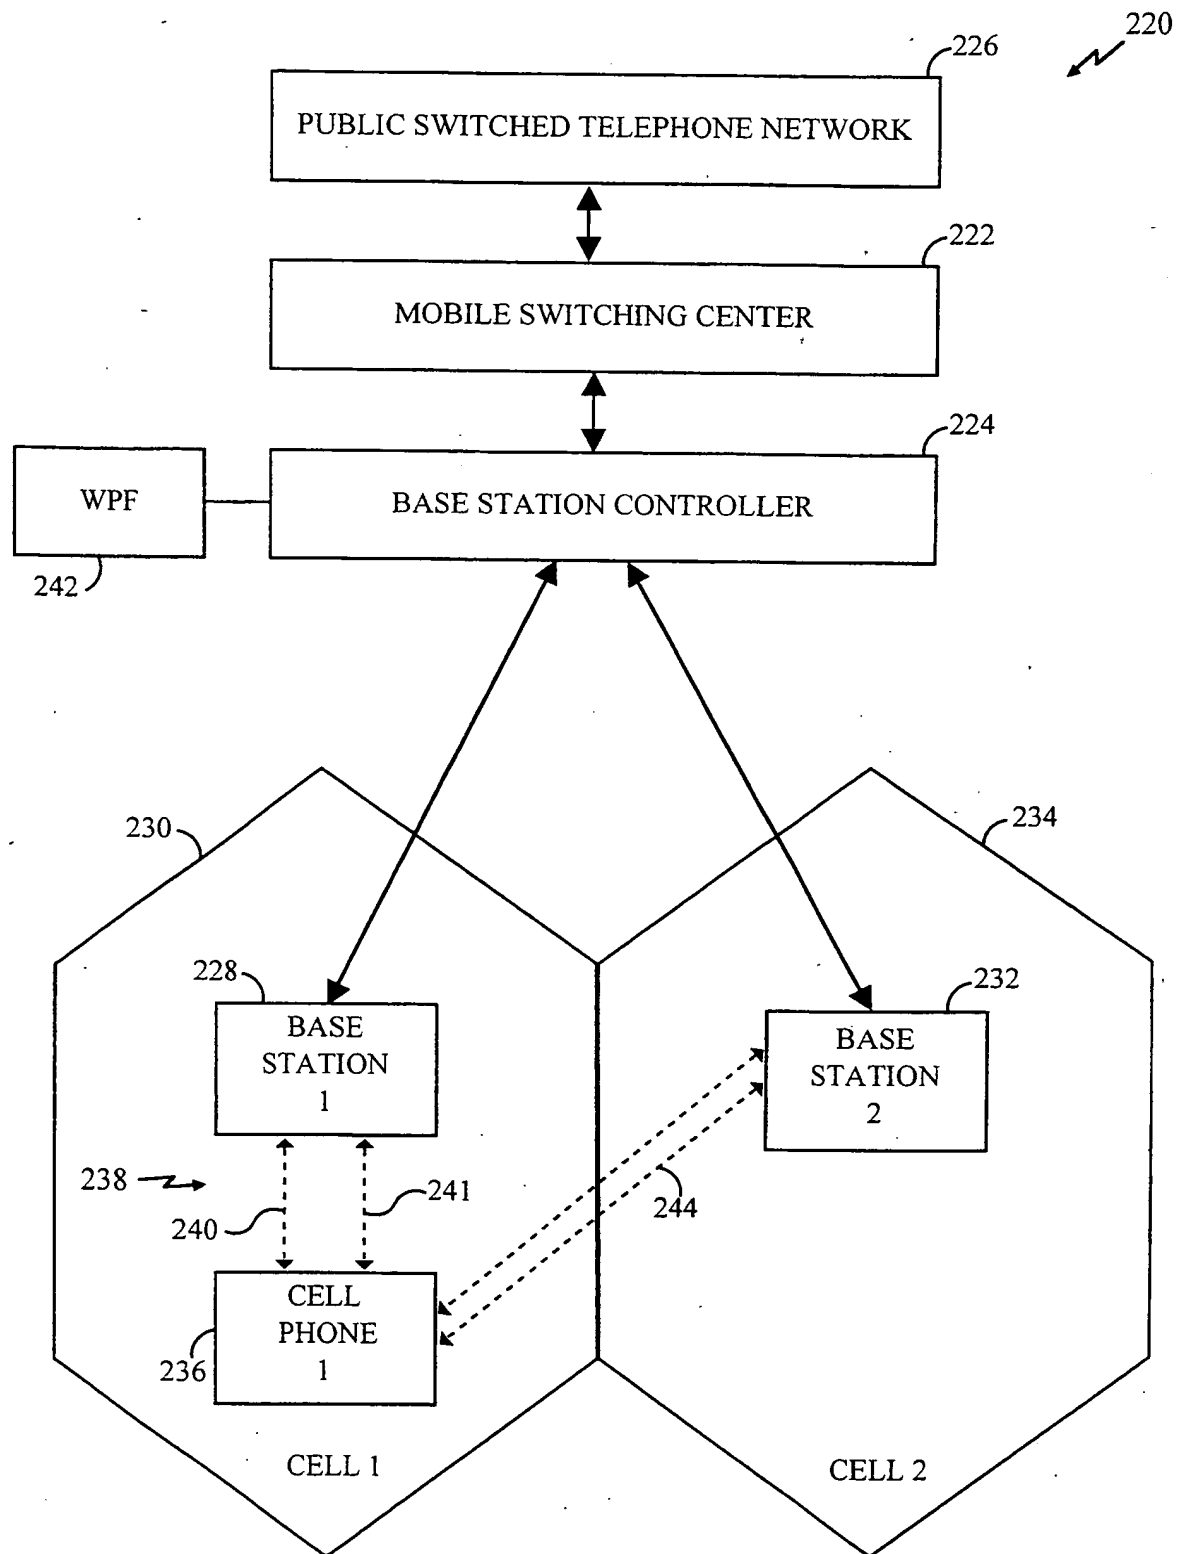 220
226
PUBLIC SWITCHED TELEPHONE NETWORK
222
MOBILE SWITCHING CENTER
224
WPF
BASE STATION CONTROLLER
242
230
234
228
232
BASE
STATION
1
BASE
STATION
2
238
240
241
244
CELL
PHONE
1
236
CELL 1
CELL 2